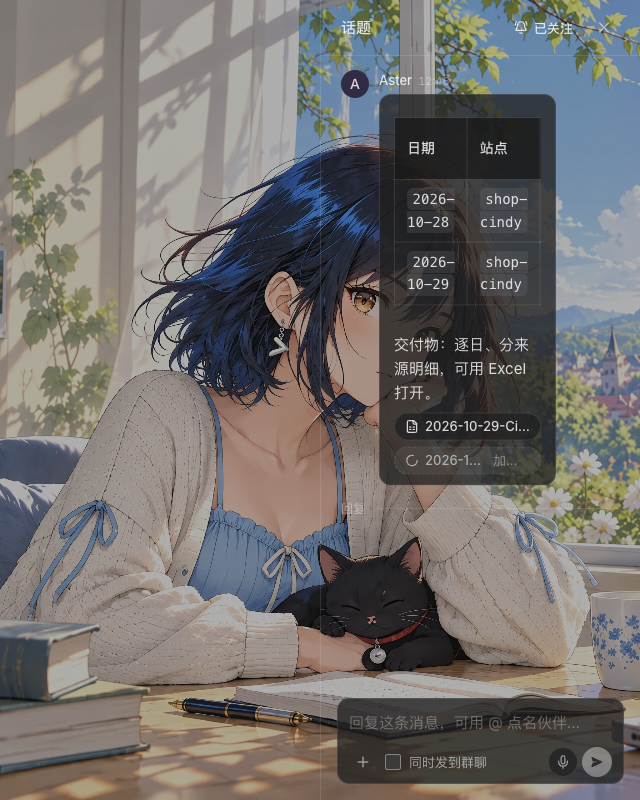 话题
已关注
A
Aster 12:
日期 站点
2026-10-28 shop-cindy
2026-10-29 shop-cindy
交付物：逐日、分来
源明细，可用 Excel
打开。
2026-10-29-Ci...
2026-1... 加...
回复
回复这条消息，可用 @ 点名伙伴...
同时发到群聊